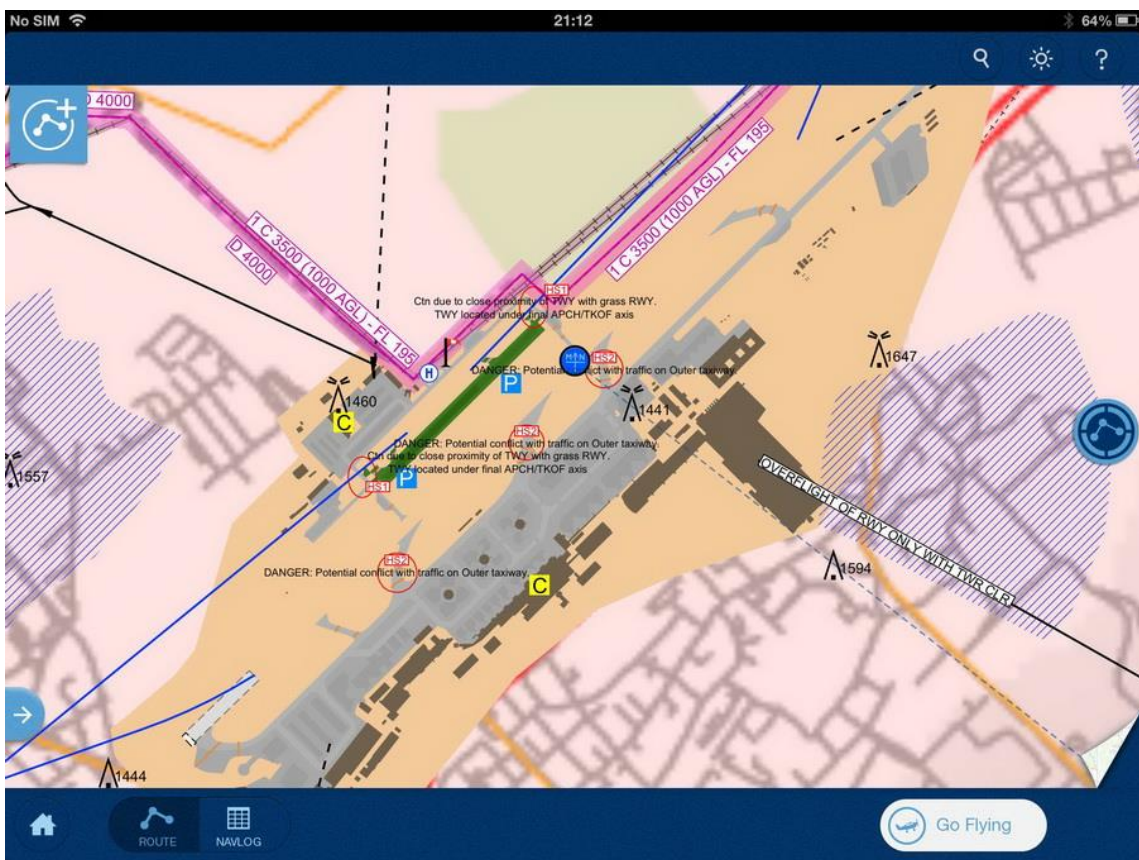 No SIM
21:12
64%
D 4000
1 C 3500 (1000 AGL) - FL 195
D 4000
1 C 3500 (1000 AGL) - FL 195
HS1
Ctn due to close proximity of TWY with grass RWY.
TWY located under final APCH/TKOF axis
H
M N
HS2
DANGER: Potential conflict with traffic on Outer taxiway.
P
1647
1460
C
1441
HS2
DANGER: Potential conflict with traffic on Outer taxiway.
Ctn due to close proximity of TWY with grass RWY.
TWY located under final APCH/TKOF axis
1557
P
HS1
OVERFLIGHT OF RWY ONLY WITH TWR CLR
HS2
DANGER: Potential conflict with traffic on Outer taxiway.
C
1594
1444
ROUTE
NAVLOG
Go Flying